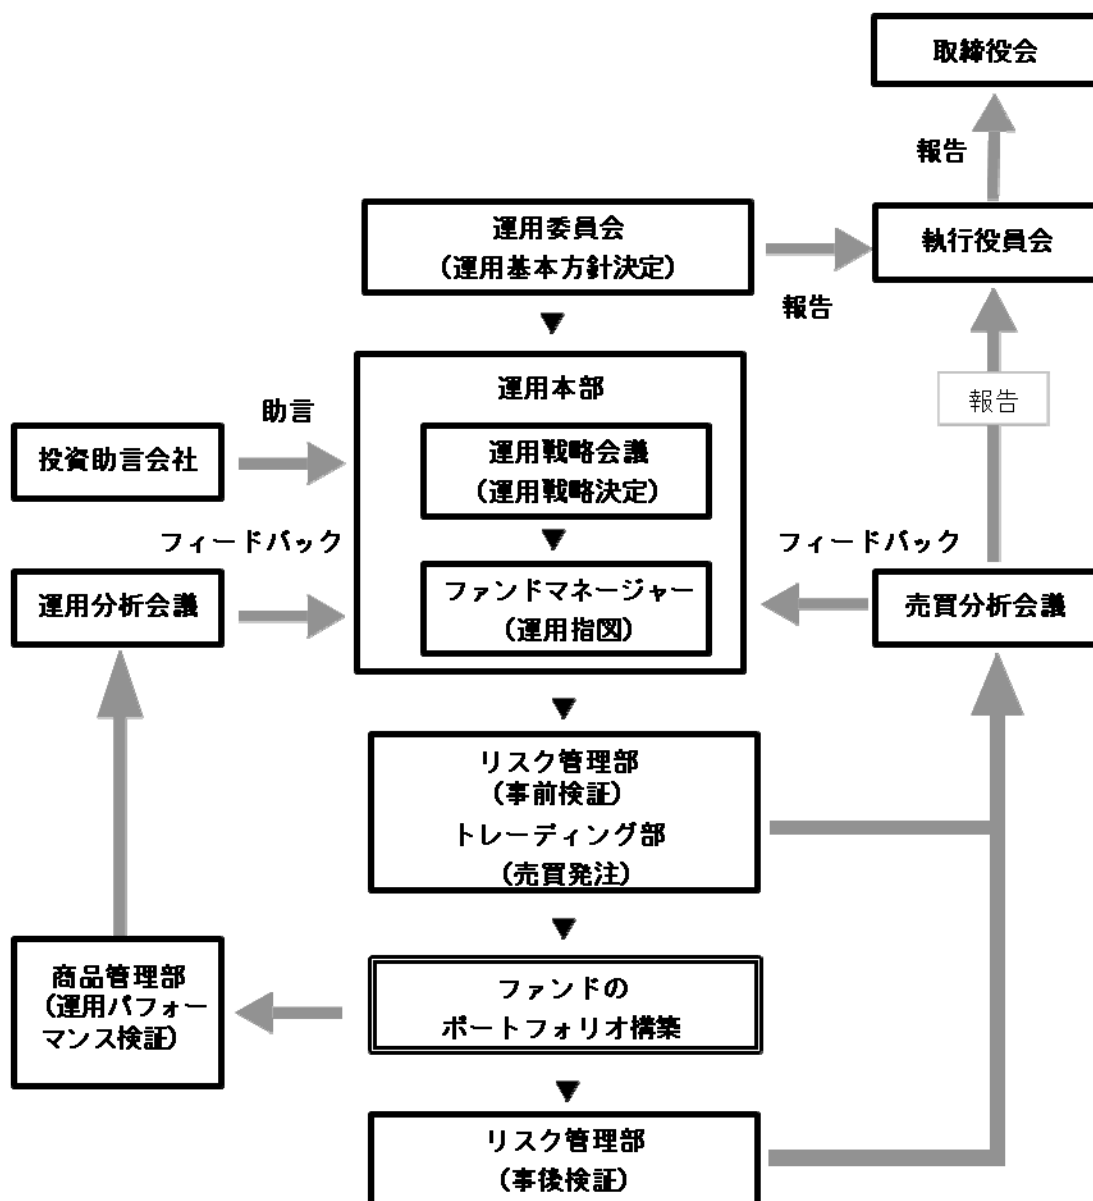 取締役会
報告
運用委員会
(運用基本方針決定)
執行役員会
報告
運用本部
報告
助言
投資助言会社
運用戦略会議
(運用戦略決定)
フィードバック
フィードバック
運用分析会議
ファンドマネージャー
(運用指図)
売買分析会議
リスク管理部
(事前検証)
トレーディング部
(売買発注)
商品管理部
(運用パフォー
マンス検証)
ファンドの
ポートフォリオ構築
リスク管理部
(事後検証)